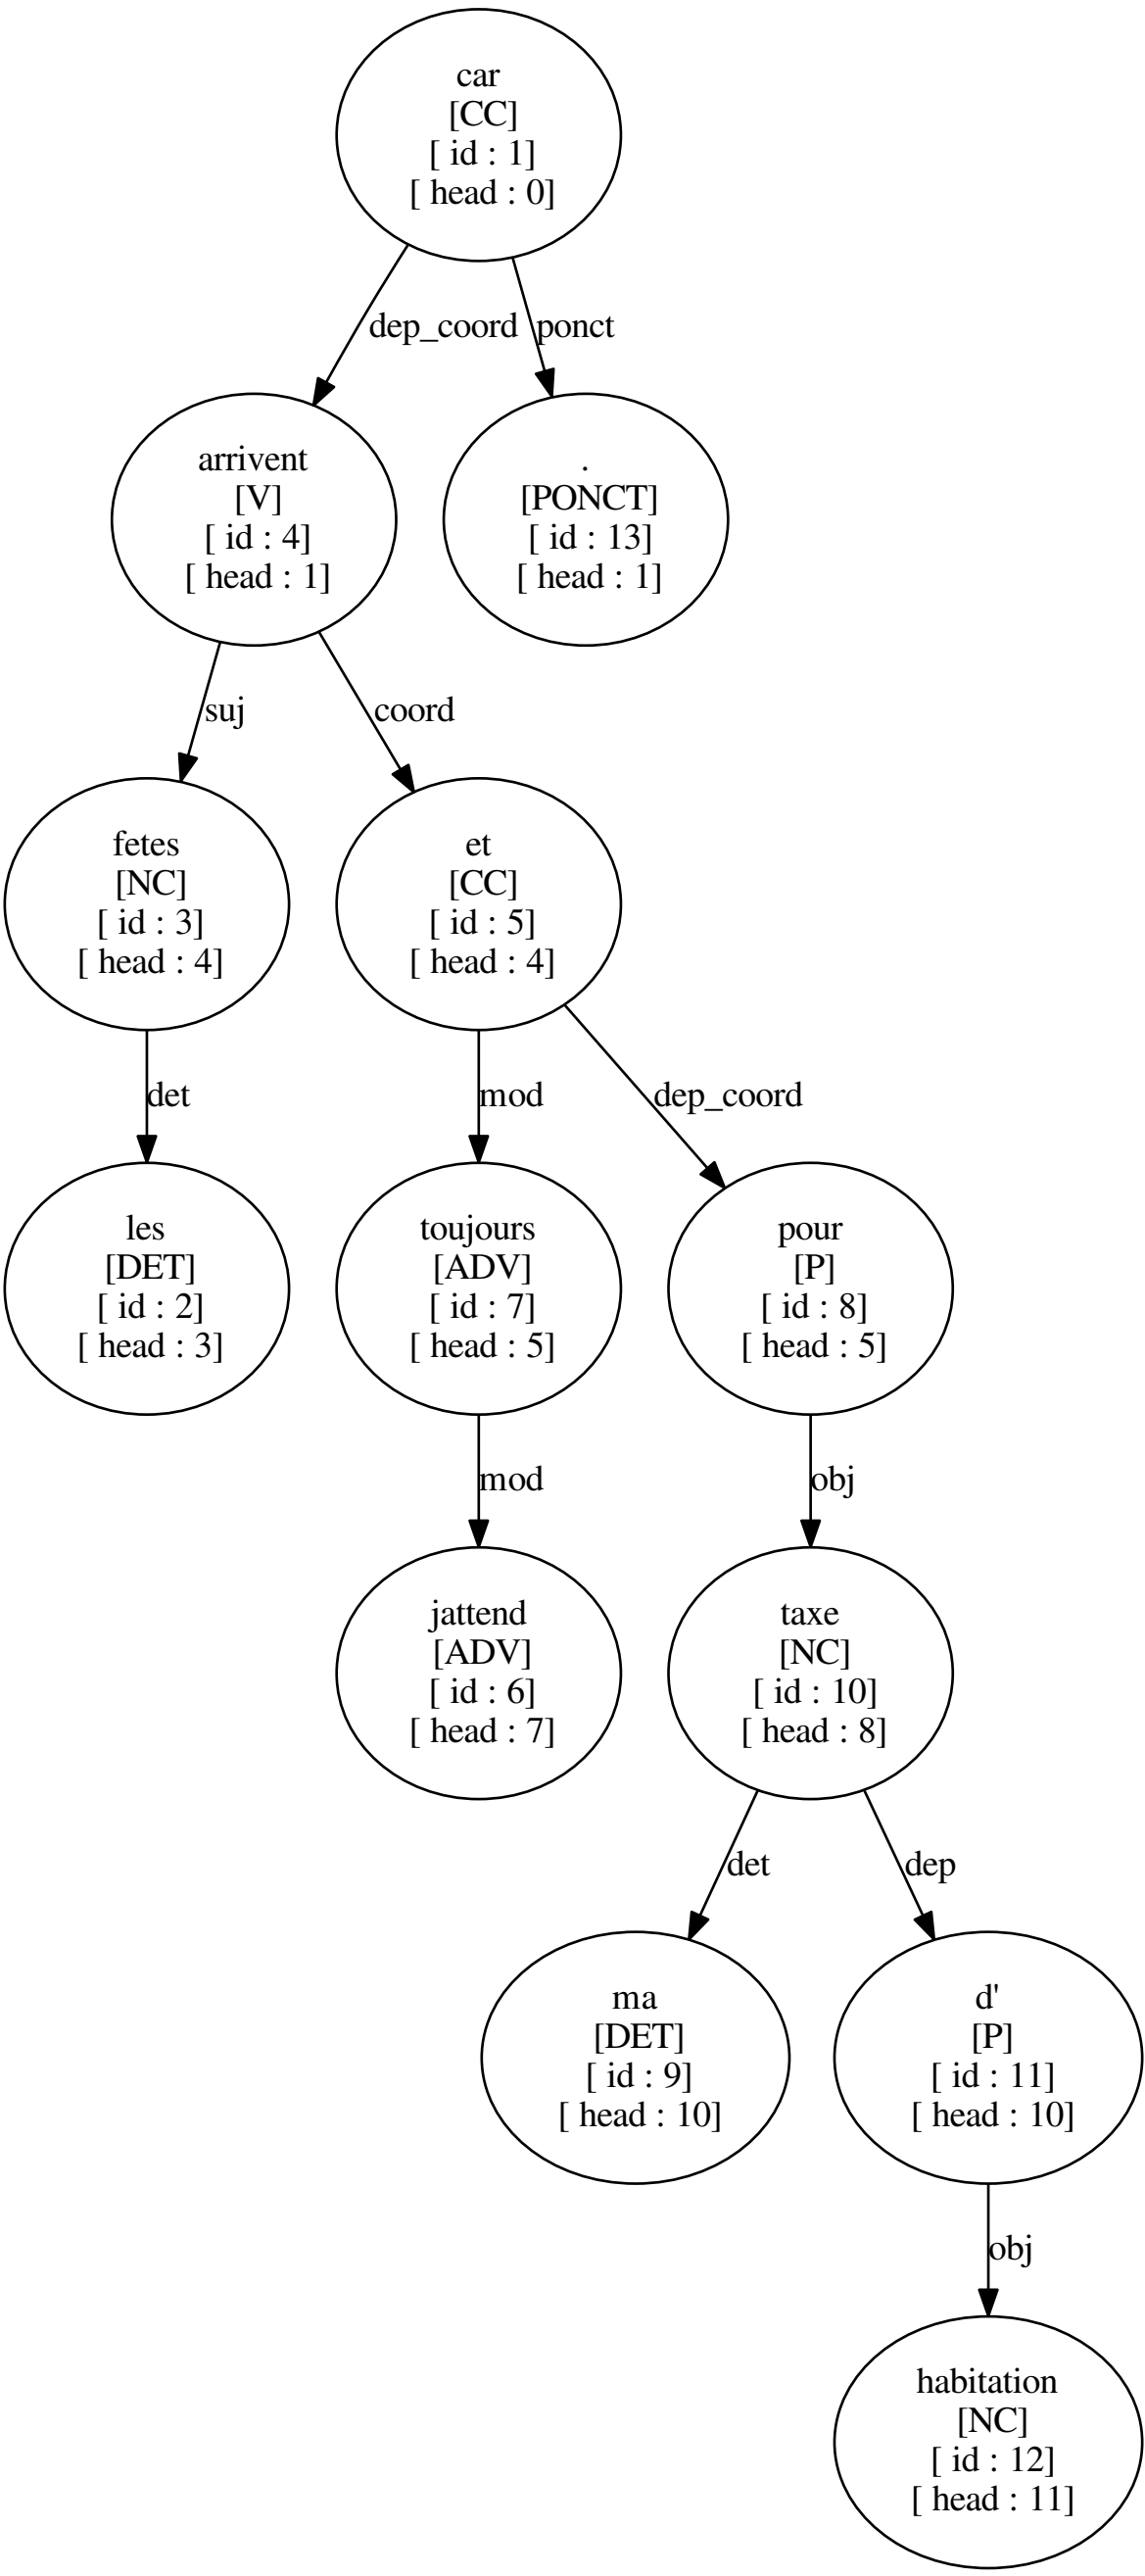 car
[CC]
[ id : 1]
[ head : 0]
dep_coord
ponct
arrivent
[V]
[ id : 4]
[ head : 1]
.
[PONCT]
[ id : 13]
[ head : 1]
suj
coord
fetes
[NC]
[ id : 3]
[ head : 4]
et
[CC]
[ id : 5]
[ head : 4]
det
mod
dep_coord
les
[DET]
[ id : 2]
[ head : 3]
toujours
[ADV]
[ id : 7]
[ head : 5]
pour
[P]
[ id : 8]
[ head : 5]
mod
obj
jattend
[ADV]
[ id : 6]
[ head : 7]
taxe
[NC]
[ id : 10]
[ head : 8]
det
dep
ma
[DET]
[ id : 9]
[ head : 10]
d'
[P]
[ id : 11]
[ head : 10]
obj
habitation
[NC]
[ id : 12]
[ head : 11]